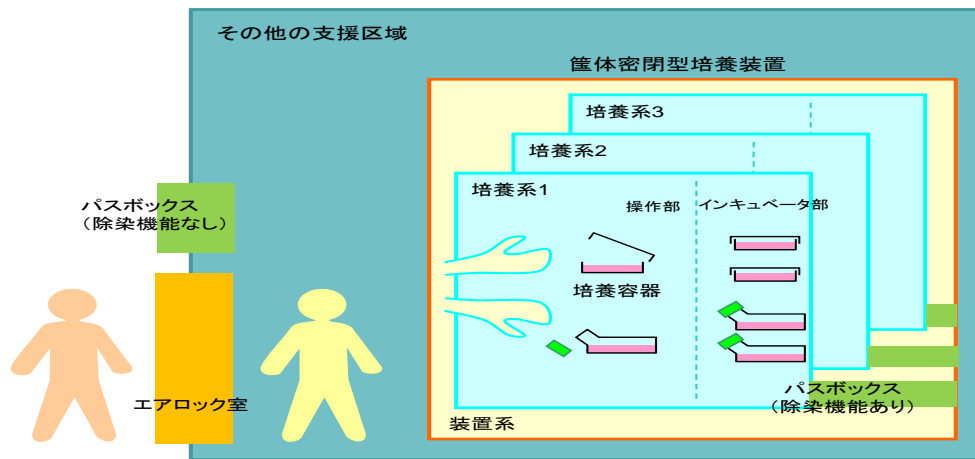 その他の支援区域
筐体密閉型培養装置
培養系3
培養系2
培養系1
パスボックス
（除染機能なし）
操作部
インキュベータ部
培養容器
エアロック室
パスボックス
（除染機能あり）
装置系